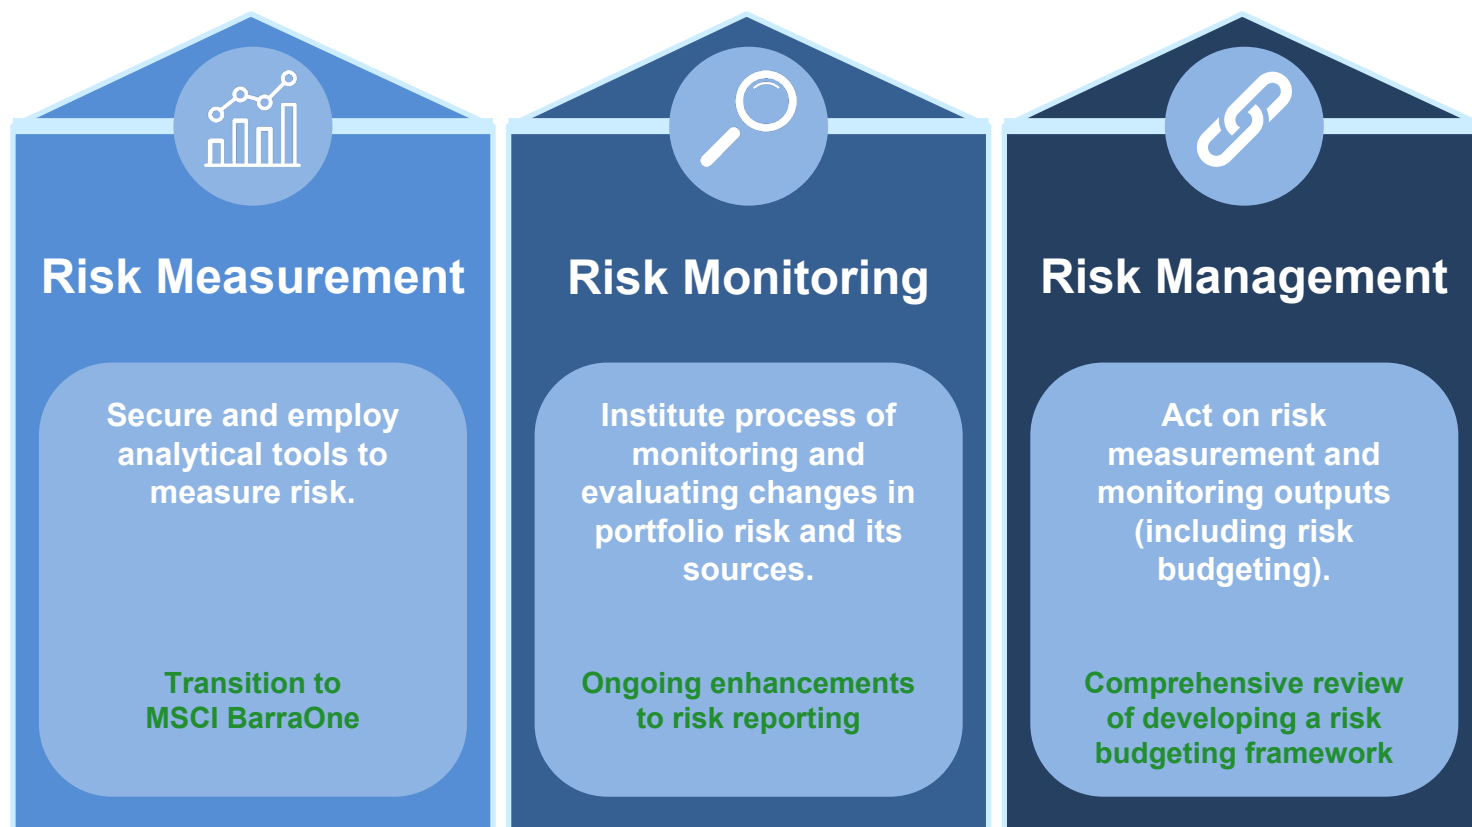 Risk Measurement
Secure and employ
analytical tools to
measure risk.
Transition to
MSCI BarraOne
Risk Monitoring
Institute process of
monitoring and
evaluating changes in
portfolio risk and its
sources.
Ongoing enhancements
to risk reporting
Risk Management
Act on risk
measurement and
monitoring outputs
(including risk
budgeting).
Comprehensive review
of developing a risk
budgeting framework